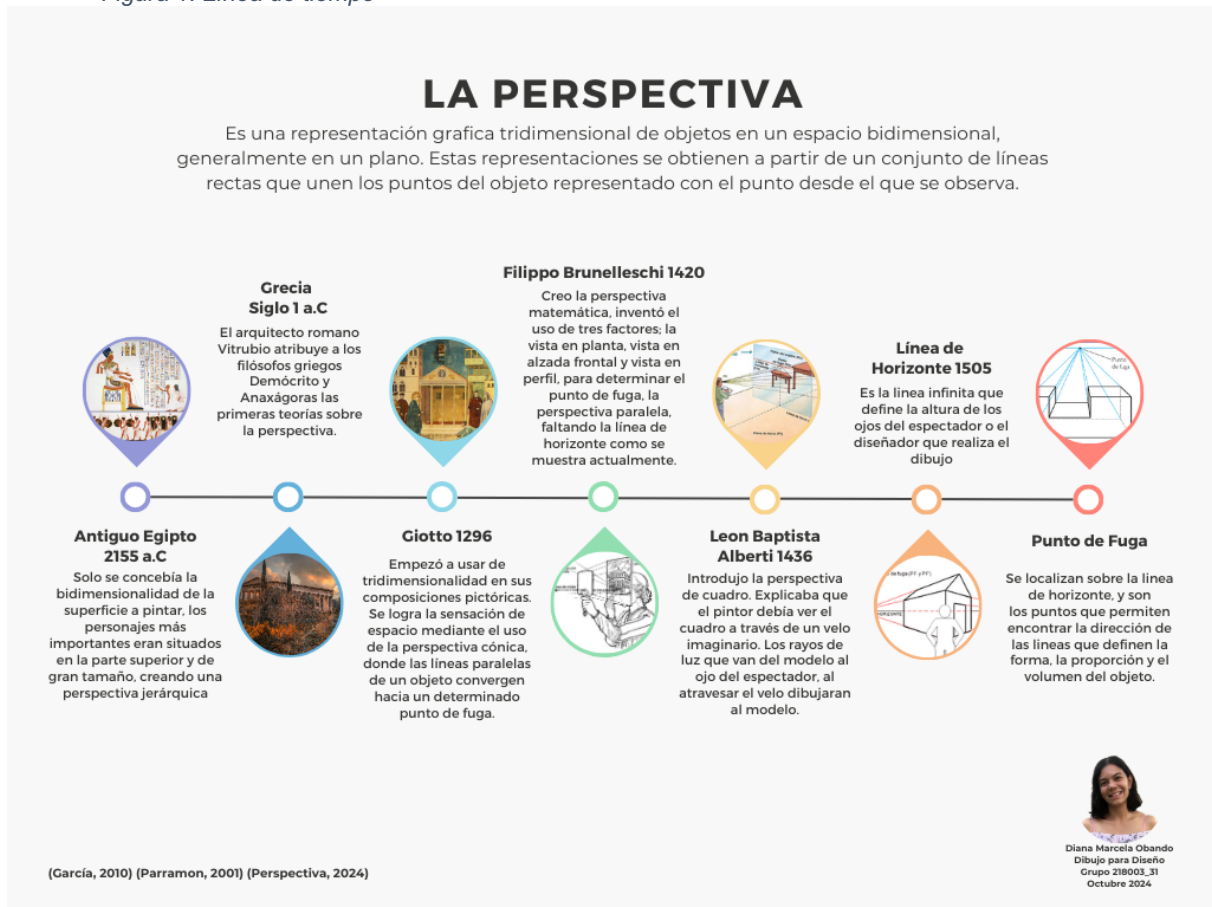 Figura 1. Línea de tiempo
LA PERSPECTIVA
Es una representación grafica tridimensional de objetos en un espacio bidimensional,
generalmente en un plano. Estas representaciones se obtienen a partir de un conjunto de líneas
rectas que unen los puntos del objeto representado con el punto desde el que se observa.
Antiguo Egipto
2155 a.C
Solo se concebía la
bidimensionalidad de la
superficie a pintar, los
personajes más
importantes eran situados
en la parte superior y de
gran tamaño, creando una
perspectiva jerárquica
Grecia
Siglo 1 a.C
El arquitecto romano
Vitrubio atribuye a los
filósofos griegos
Demócrito y
Anaxágoras las
primeras teorías sobre
la perspectiva.
Giotto 1296
Empezó a usar de
tridimensionalidad en sus
composiciones pictóricas.
Se logra la sensación de
espacio mediante el uso
de la perspectiva cónica,
donde las líneas paralelas
de un objeto convergen
hacia un determinado
punto de fuga.
Filippo Brunelleschi 1420
Creo la perspectiva
matemática, inventó el
uso de tres factores; la
vista en planta, vista en
alzada frontal y vista en
perfil, para determinar el
punto de fuga, la
perspectiva paralela,
faltando la línea de
horizonte como se
muestra actualmente.
Leon Baptista
Alberti 1436
Introdujo la perspectiva
de cuadro. Explicaba que
el pintor debía ver el
cuadro a través de un velo
imaginario. Los rayos de
luz que van del modelo al
ojo del espectador, al
atravesar el velo dibujaran
al modelo.
Línea de
Horizonte 1505
Es la linea infinita que
define la altura de los
ojos del espectador o el
diseñador que realiza el
dibujo
de fuga (PF y PF')
Punto
de fuga
Punto de Fuga
Se localizan sobre la linea
de horizonte, y son
los puntos que permiten
encontrar la dirección de
las lineas que definen la
forma, la proporción y el
volumen del objeto.
Diana Marcela Obando
Dibujo para Diseño
Grupo 218003_31
Octubre 2024
(García, 2010) (Parramon, 2001) (Perspectiva, 2024)